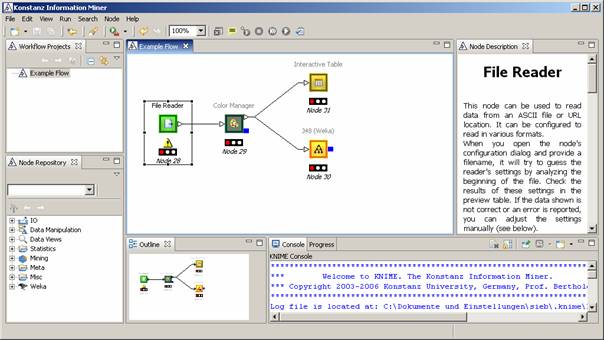 Konstanz Information Miner
File Edit View Run Search Node Help
100%
Workflow Projects
Example Flow
Node Repository
IO
Data Manipulation
Data Views
Statistics
Mining
Meta
Misc
Weka
Example Flow
Interactive Table
File Reader
Color Manager
Node 31
J48 (Weka)
Node 28
Node 29
Node 30
Node Description
File Reader
This node can be used to read
data from an ASCII file or URL
location. It can be configured to
read in various formats.
When you open the node's
configuration dialog and provide a
filename, it will try to guess the
reader's settings by analyzing the
beginning of the file. Check the
results of these settings in the
preview table. If the data shown is
not correct or an error is reported,
you can adjust the settings
manually (see below).
Outline
Console Progress
KNIME Console
*** Welcome to KNIME. The Konstanz Information Miner.
*** Copyright 2003-2006 Konstanz University, Germany, Prof. Berthol
Log file is located at: C:\Dokumente und Einstellungen\sieb\.knime\